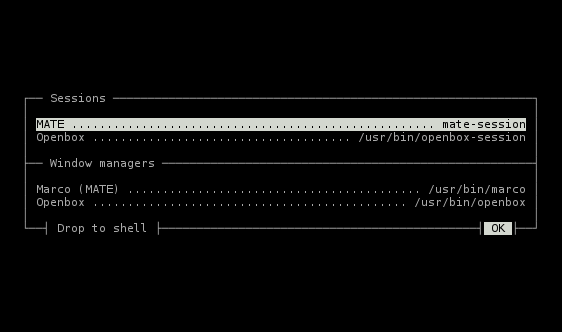 Sessions
MATE .................................................... mate-session
Openbox ..................................... /usr/bin/openbox-session
Window managers
Marco (MATE) .......................................... /usr/bin/marco
Openbox ............................................. /usr/bin/openbox
Drop to shell OK